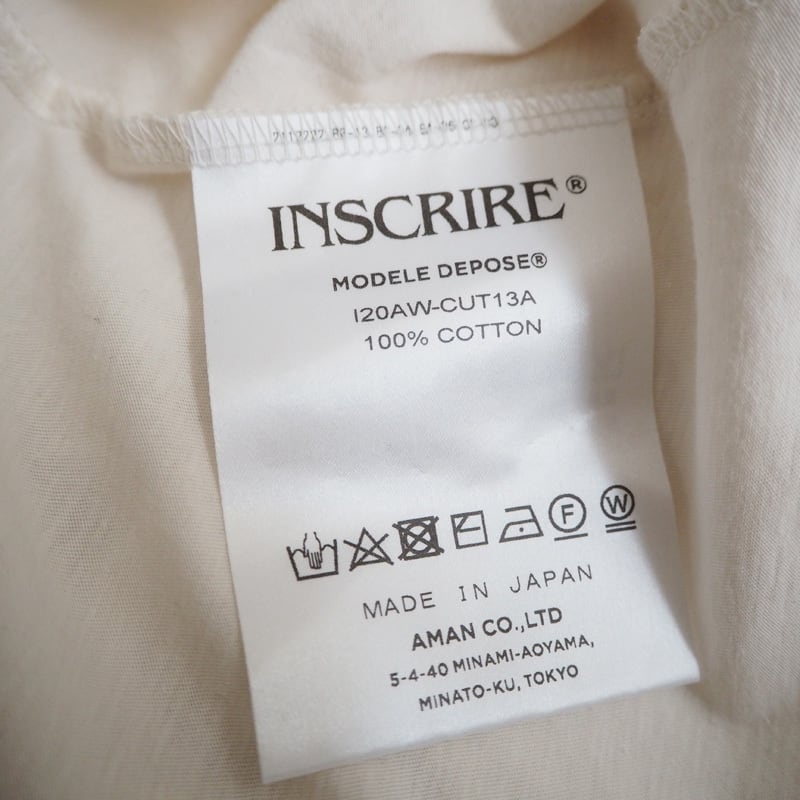 INSCRIRE®
MODELE DEPOSE®
I20AW-CUT13A
100% COTTON
F W
MADE IN JAPAN
AMAN CO.,LTD
5-4-40 MINAMI-AOYAMA,
MINATO-KU, TOKYO